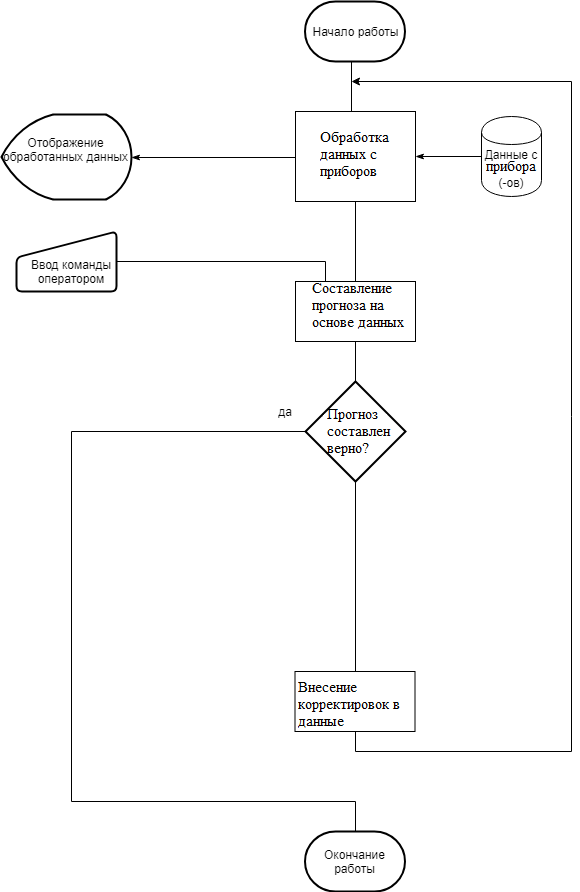 Начало работы
Обработка
данных с
приборов
Отображение
обработанных данных
Данные с
прибора
(-ов)
Ввод команды
оператором
Составление
прогноза на
основе данных
да
Прогноз
составлен
верно?
Внесение
корректировок в
данные
Окончание
работы